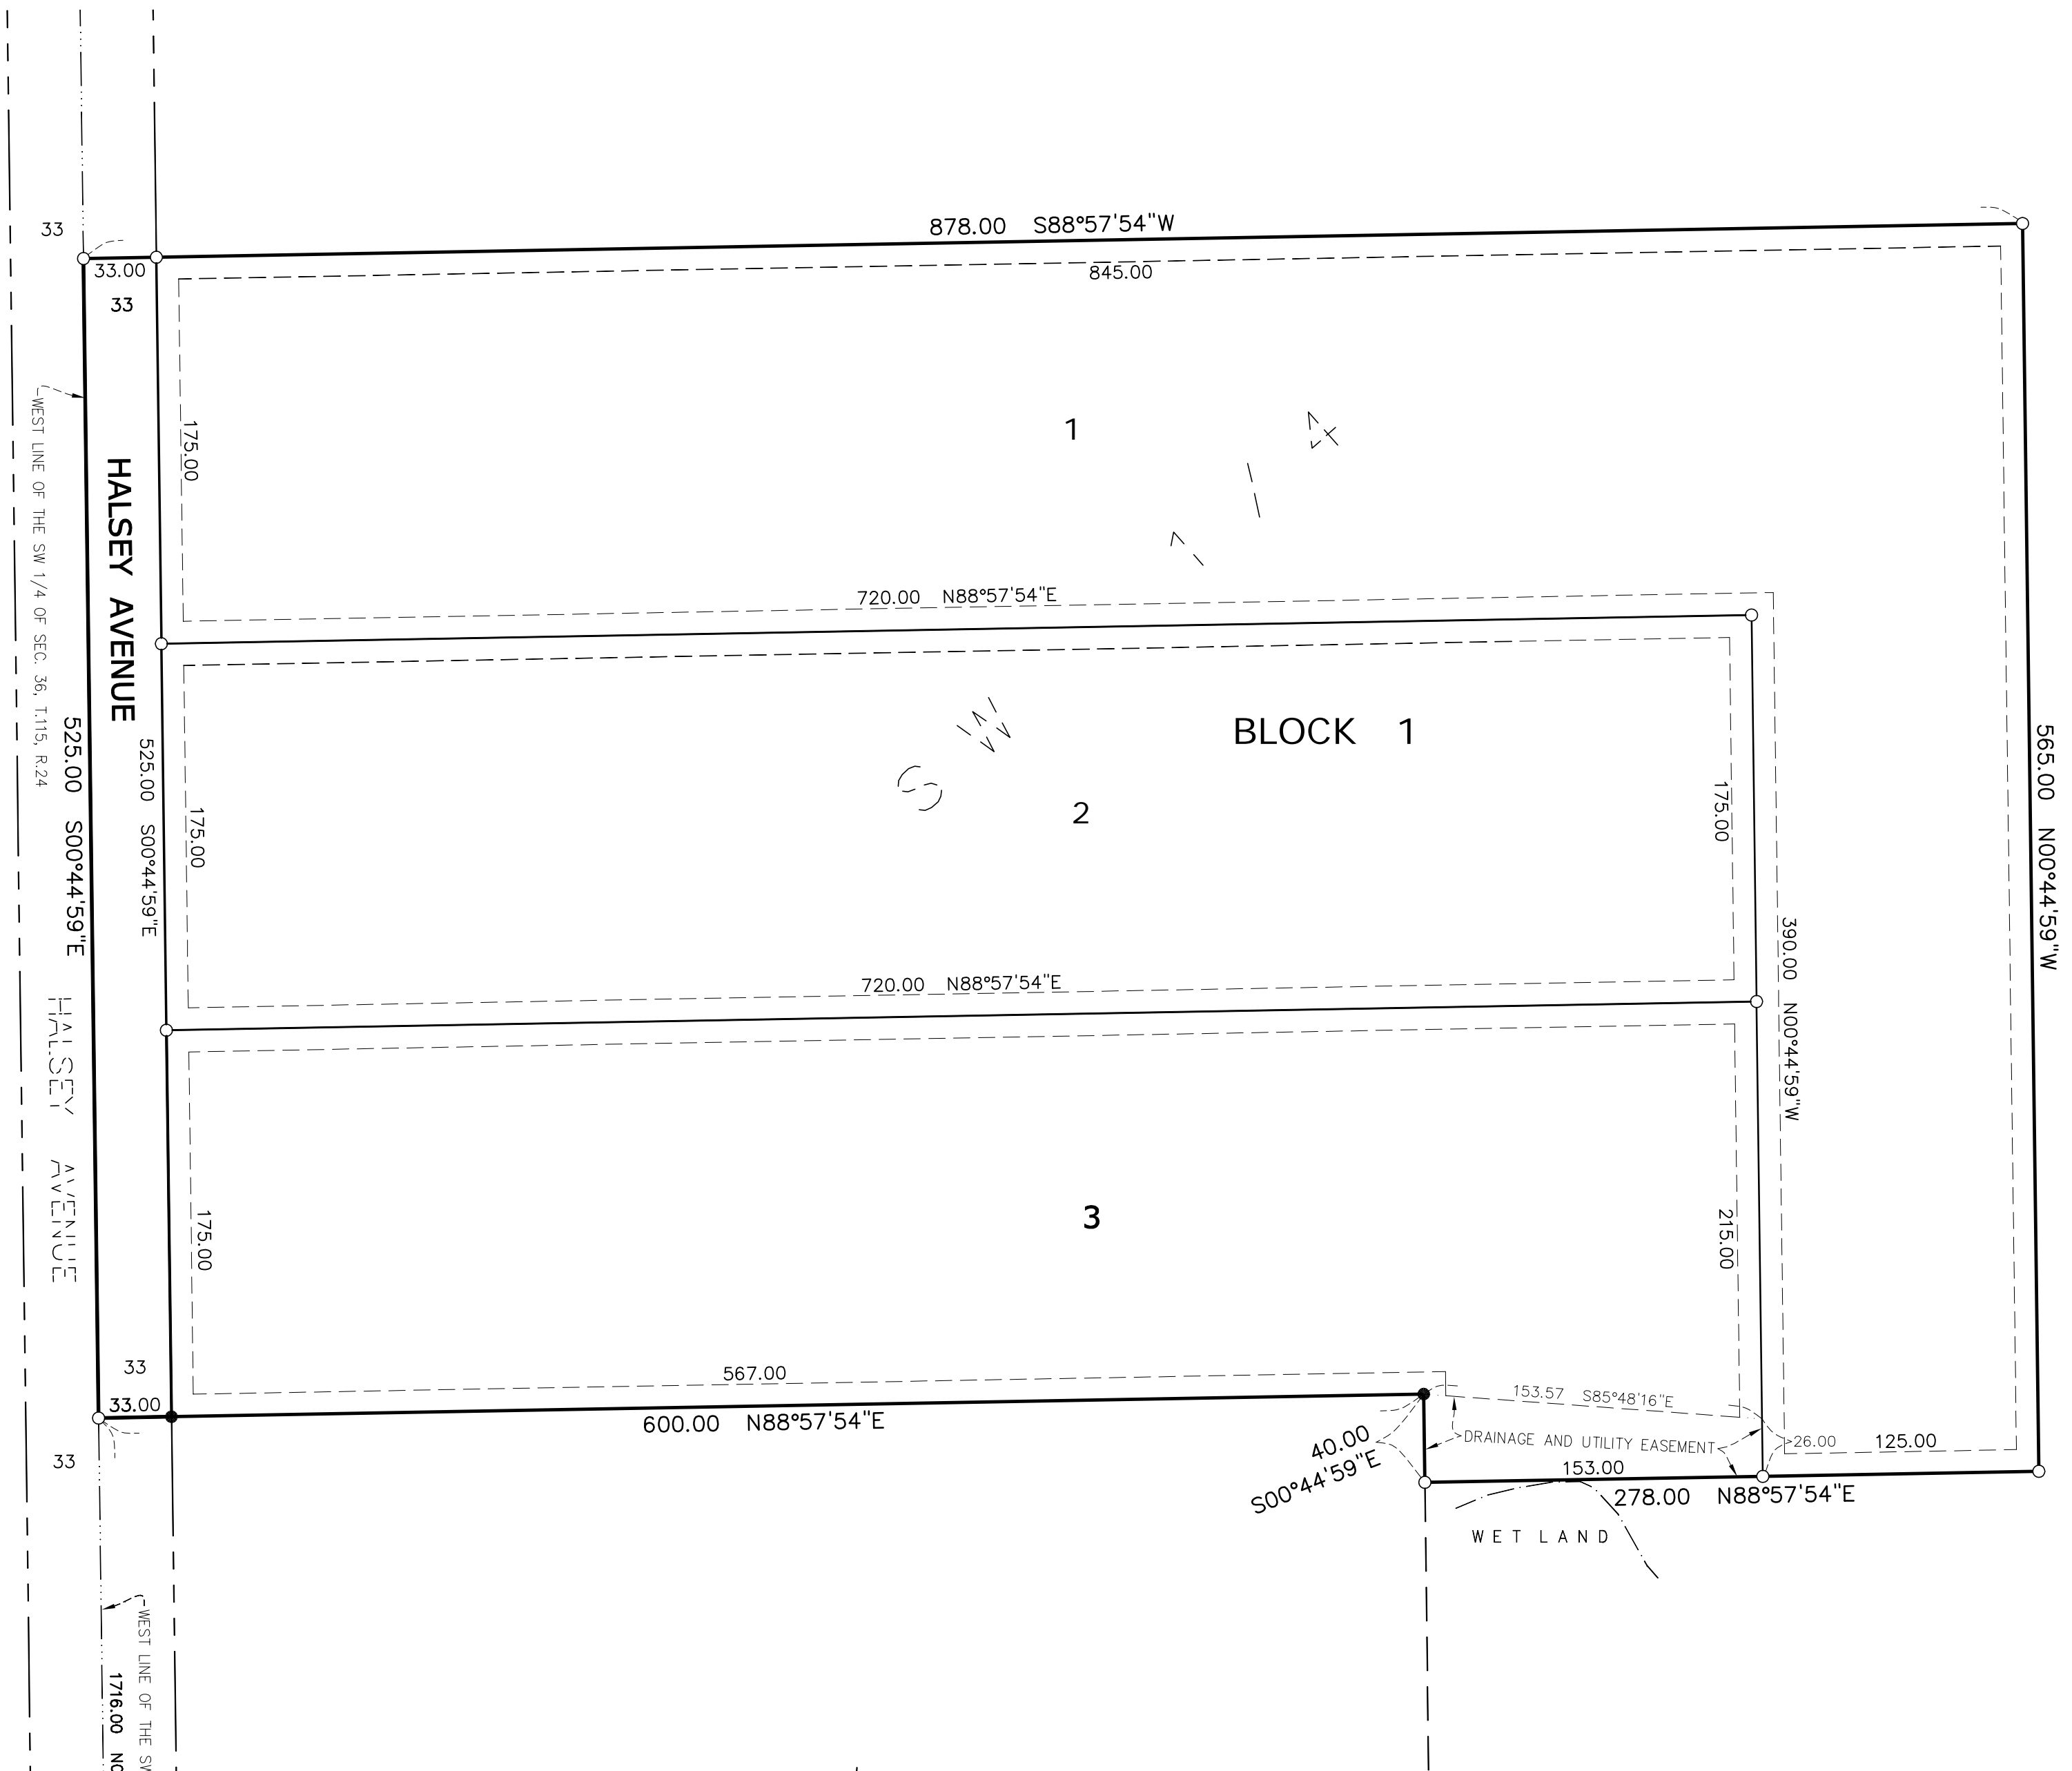 878.00 S88°57'54"W
33
33.00
33
845.00
WEST LINE OF THE SW 1/4 OF SEC. 36, T.115, R.24
HALSEY AVENUE
175.00
1
1/4
720.00 N88°57'54"E
SW
BLOCK 1
2
175.00
175.00
525.00 S00°44'59"E
525.00 S00°44'59"E
565.00 N00°44'59"W
390.00 N00°44'59"W
720.00 N88°57'54"E
HALSEY AVENUE
175.00
3
215.00
33
33.00
33
567.00
600.00 N88°57'54"E
153.57 S85°48'16"E
40.00
S00°44'59"E
DRAINAGE AND UTILITY EASEMENT
26.00
125.00
153.00
278.00 N88°57'54"E
WETLAND
WEST LINE OF THE SW
1716.00